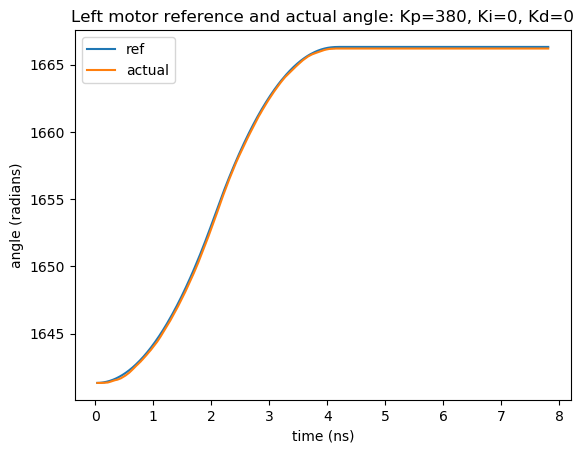 Left motor reference and actual angle: Kp=380, Ki=0, Kd=0
ref
actual
angle (radians)
1665
1660
1655
1650
1645
0 1 2 3 4 5 6 7 8
time (ns)